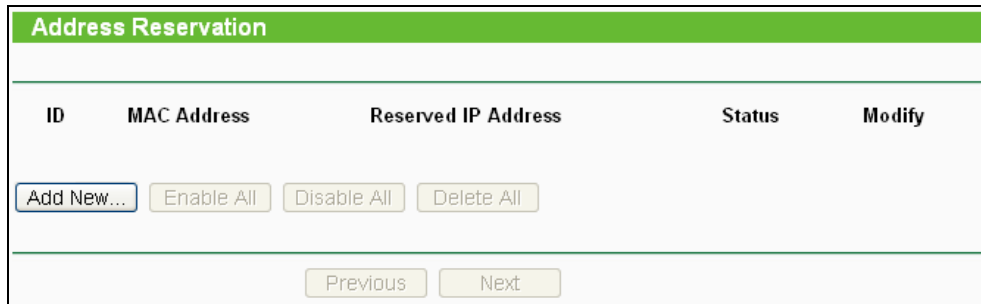 Address Reservation
ID MAC Address Reserved IP Address Status Modify
Add New... Enable All Disable All Delete All
Previous Next